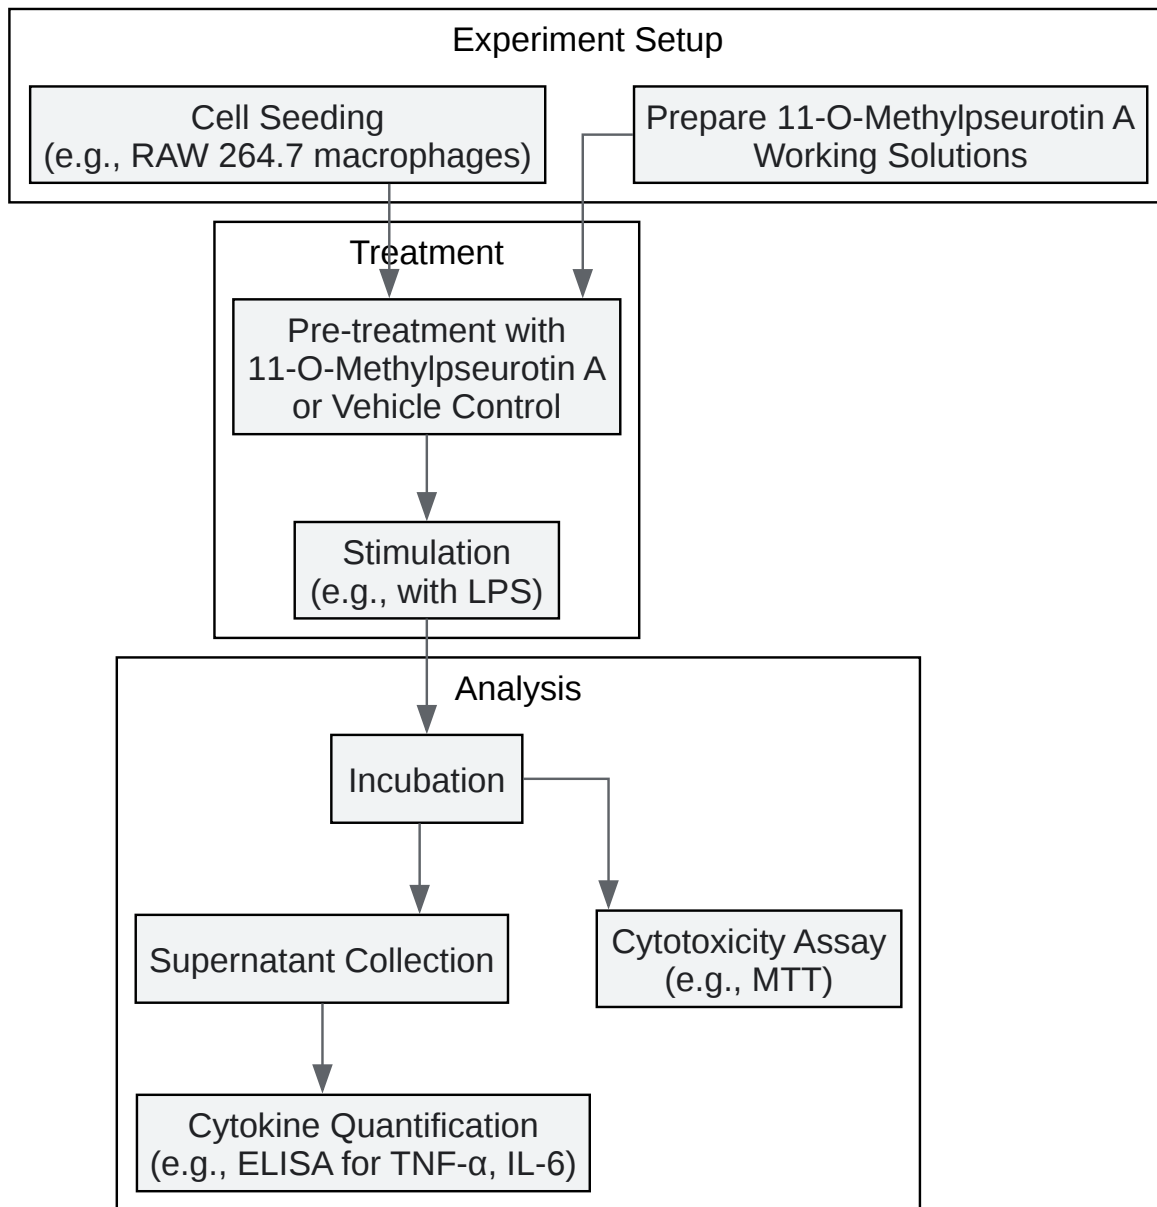 Experiment Setup
Cell Seeding
(e.g., RAW 264.7 macrophages)
Prepare 11-O-Methylpseurotin A
Working Solutions
Treatment
Pre-treatment with
11-O-Methylpseurotin A
or Vehicle Control
Stimulation
(e.g., with LPS)
Analysis
Incubation
Supernatant Collection
Cytotoxicity Assay
(e.g., MTT)
Cytokine Quantification
(e.g., ELISA for TNF-α, IL-6)